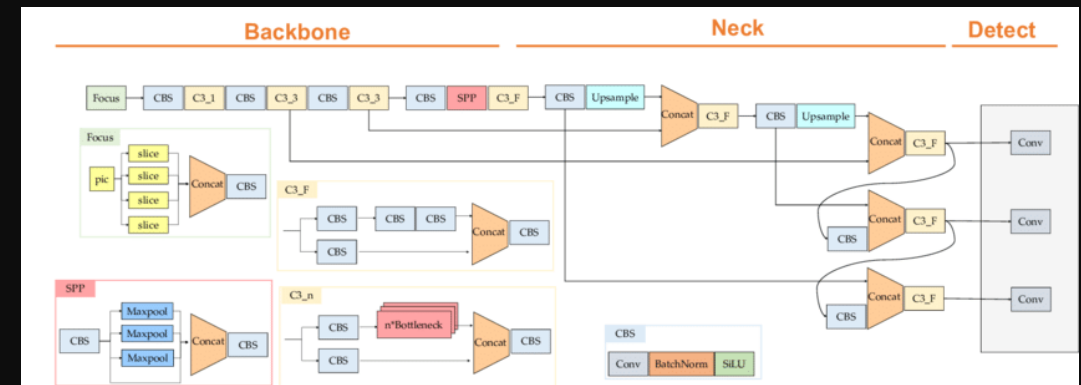 Backbone Neck Detect
Focus CBS C3_1 CBS C3_3 CBS C3_3 CBS SPP C3_F CBS Upsample
Concat C3_F CBS Upsample
Concat C3_F Conv
Focus
pic slice slice slice slice Concat CBS
C3_F
CBS CBS CBS
CBS
Concat CBS
Concat C3_F Conv
CBS
SPP
CBS Maxpool Maxpool Maxpool Concat CBS
C3_n
CBS n*Bottleneck
CBS
Concat CBS
Concat C3_F Conv
CBS
CBS
Conv BatchNorm SiLU